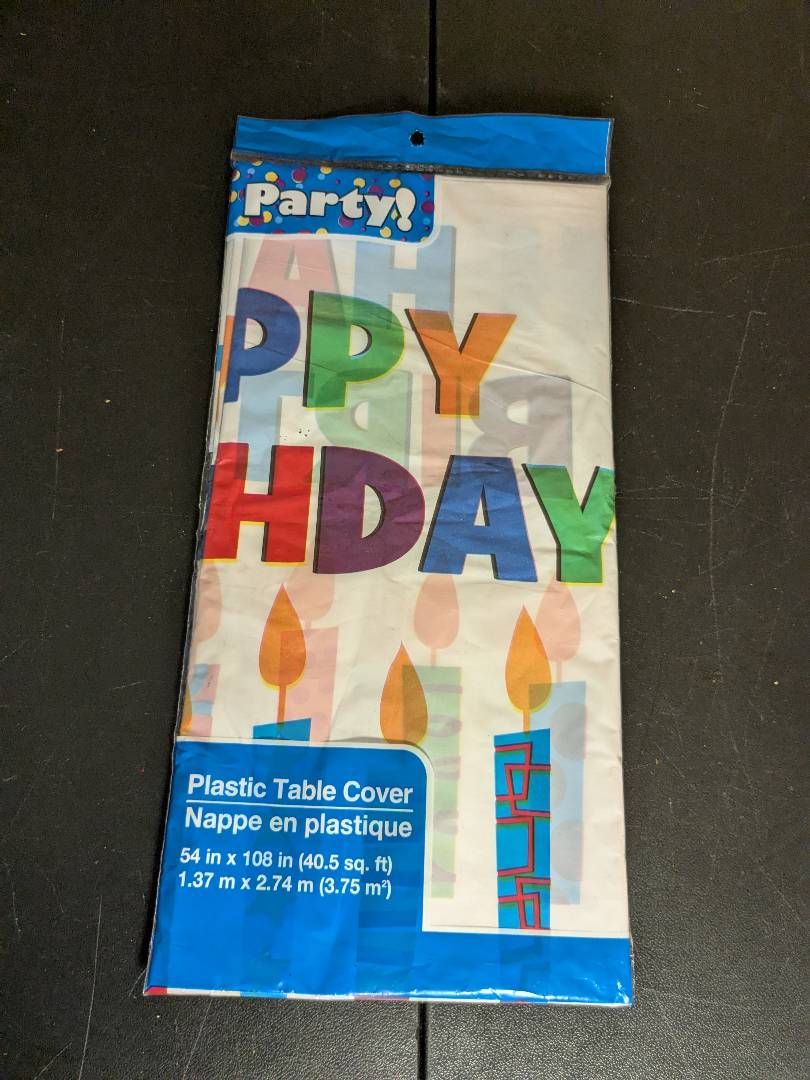 Party!
PPY
HDAY
Plastic Table Cover
Nappe en plastique
54 in x 108 in (40.5 sq. ft)
1.37 m x 2.74 m (3.75 m²)